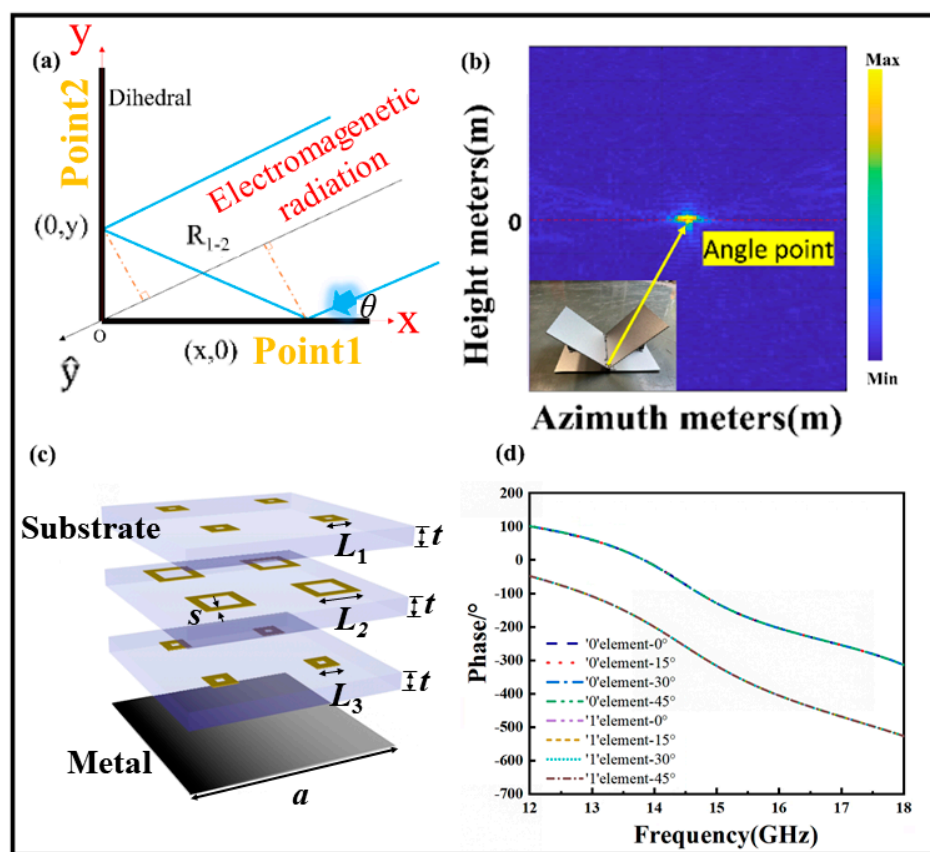 (a)
y
Point2
Dihedral
Electromagnetic
radiation
(0,y)
R1-2
θ
x
O
(x,0)
Point1
ŷ
(b)
Height meters(m)
0
Angle point
Max
Min
Azimuth meters(m)
(c)
Substrate
t
L1
s
L2
t
L3
t
Metal
a
(d)
Phase/°
200
100
0
-100
-200
-300
-400
-500
-600
-700
'0'element-0°
'0'element-15°
'0'element-30°
'0'element-45°
'1'element-0°
'1'element-15°
'1'element-30°
'1'element-45°
12 13 14 15 16 17 18
Frequency(GHz)